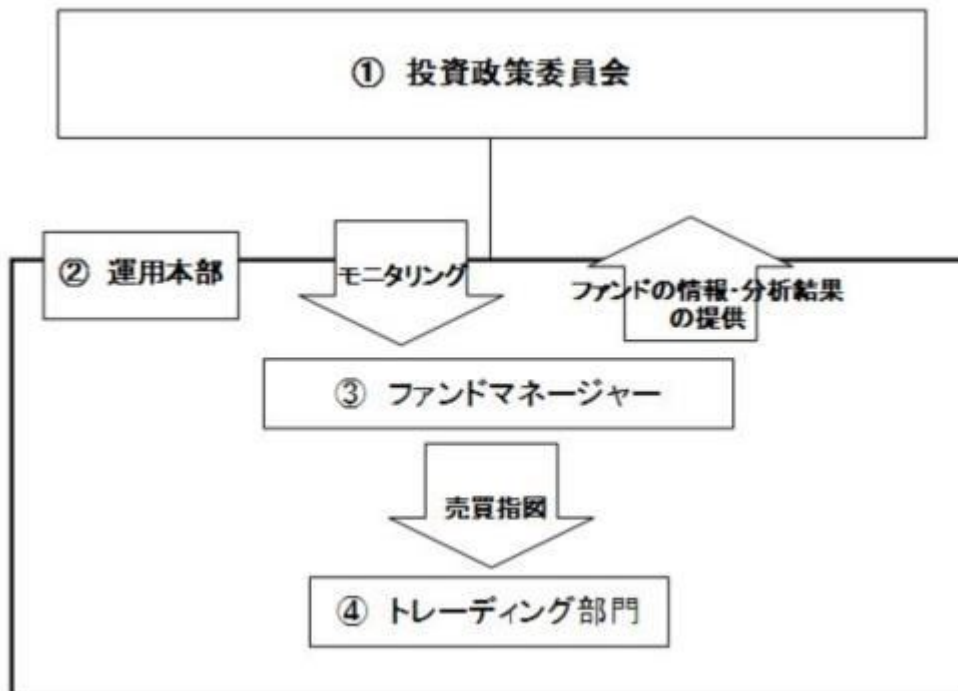 ① 投資政策委員会
② 運用本部
モニタリング
ファンドの情報・分析結果
の提供
③ ファンドマネージャー
売買指図
④ トレーディング部門